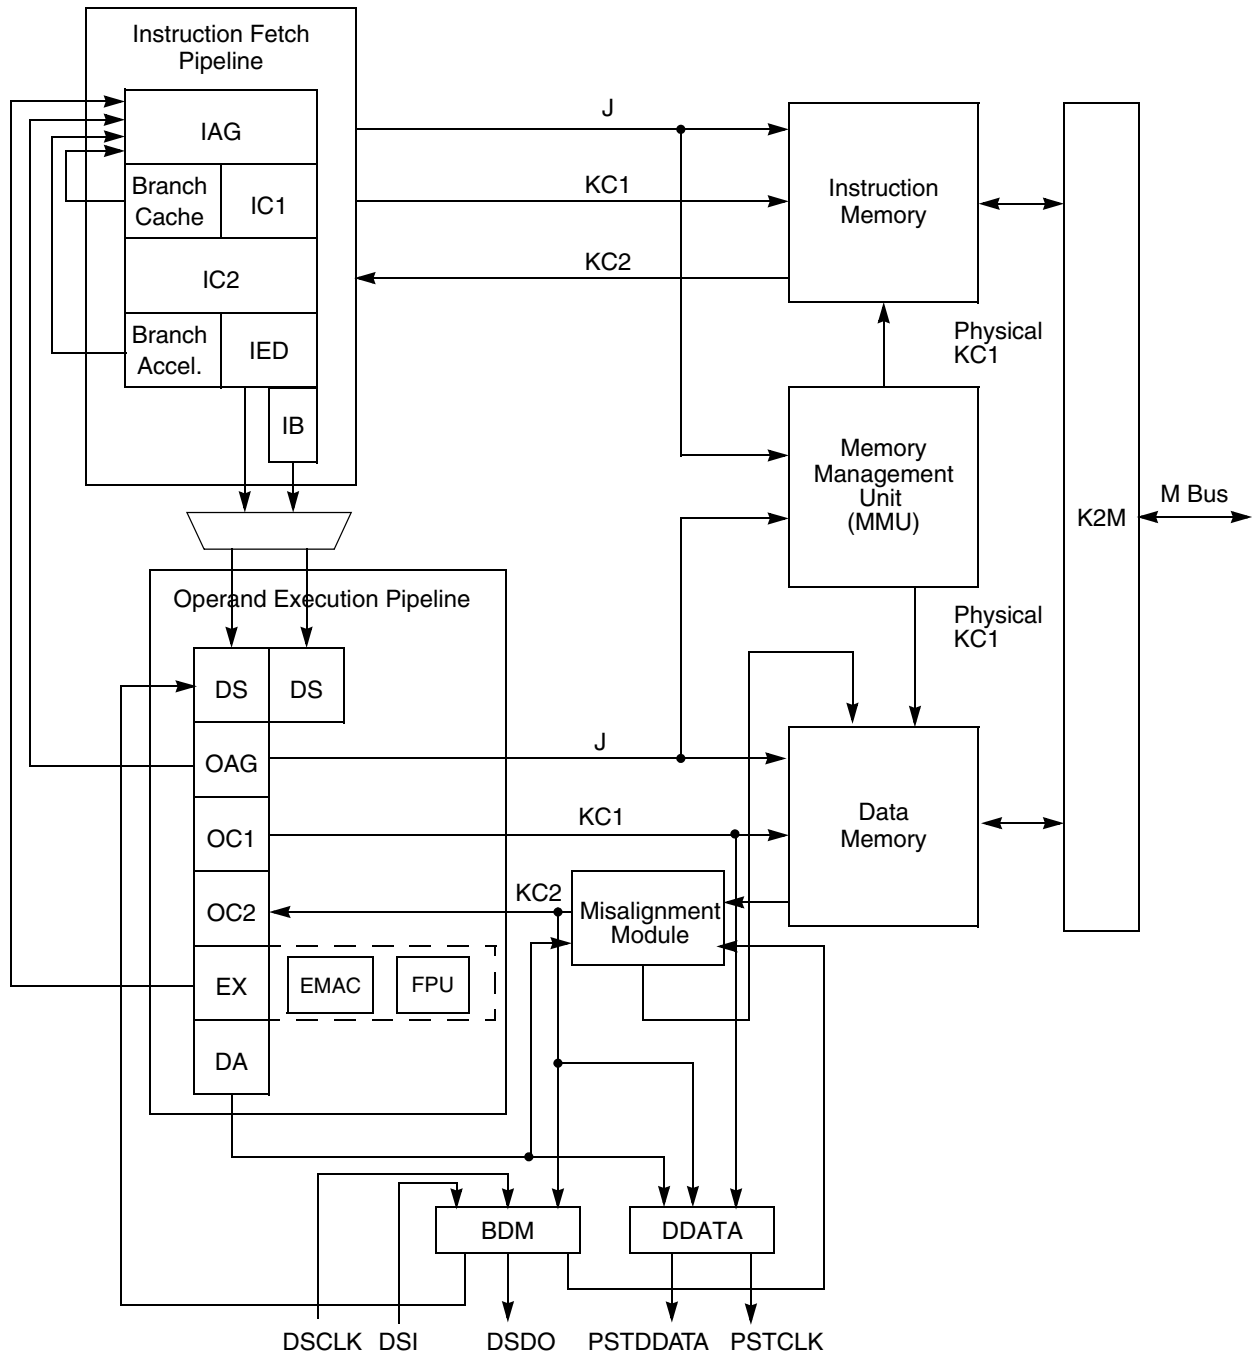 Instruction Fetch
Pipeline
IAG
Branch
Cache
IC1
IC2
Branch
Accel.
IED
IB
J
KC1
KC2
Instruction
Memory
Physical
KC1
Memory
Management
Unit
(MMU)
K2M
M Bus
Physical
KC1
Operand Execution Pipeline
DS
DS
OAG
J
OC1
KC1
Data
Memory
OC2
KC2
Misalignment
Module
EX
EMAC
FPU
DA
BDM
DDATA
DSCLK
DSI
DSDO
PSTDDATA
PSTCLK